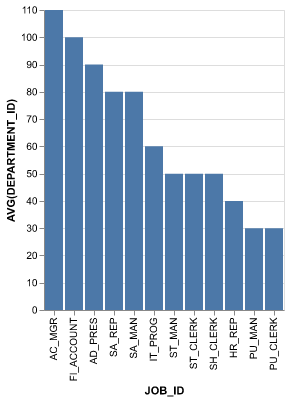 110
100
90
80
70
60
50
40
30
20
10
0
AVG(DEPARTMENT_ID)
AC_MGR
FI_ACCOUNT
AD_PRES
SA_REP
SA_MAN
IT_PROG
ST_MAN
ST_CLERK
SH_CLERK
HR_REP
PU_MAN
PU_CLERK
JOB_ID